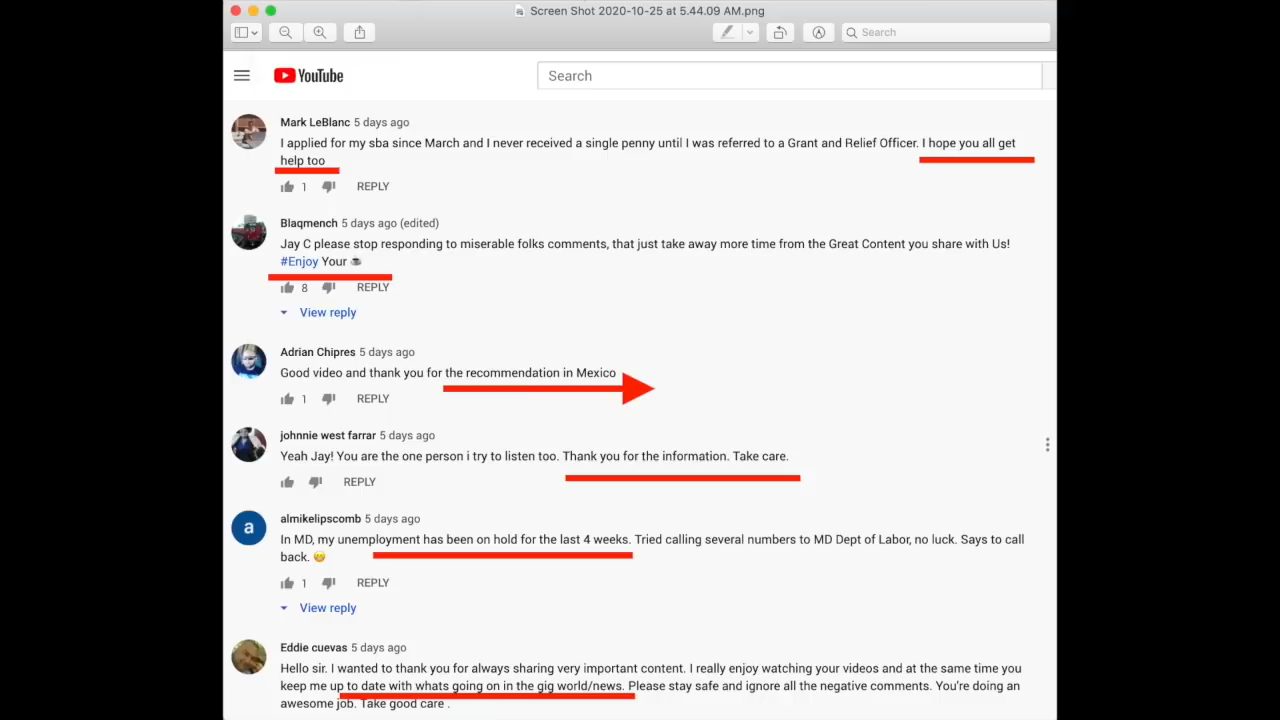 Screen Shot 2020-10-25 at 5.44.09 AM.png
Search
YouTube
Search
Mark LeBlanc 5 days ago
I applied for my sba since March and I never received a single penny until I was referred to a Grant and Relief Officer. I hope you all get
help too
1 REPLY
Blaqmench 5 days ago (edited)
Jay C please stop responding to miserable folks comments, that just take away more time from the Great Content you share with Us!
#Enjoy Your ☕
8 REPLY
View reply
Adrian Chipres 5 days ago
Good video and thank you for the recommendation in Mexico
1 REPLY
johnnie west farrar 5 days ago
Yeah Jay! You are the one person i try to listen too. Thank you for the information. Take care.
REPLY
a
almikelipscomb 5 days ago
In MD, my unemployment has been on hold for the last 4 weeks. Tried calling several numbers to MD Dept of Labor, no luck. Says to call
back.
1 REPLY
View reply
Eddie cuevas 5 days ago
Hello sir. I wanted to thank you for always sharing very important content. I really enjoy watching your videos and at the same time you
keep me up to date with whats going on in the gig world/news. Please stay safe and ignore all the negative comments. You're doing an
awesome job. Take good care .